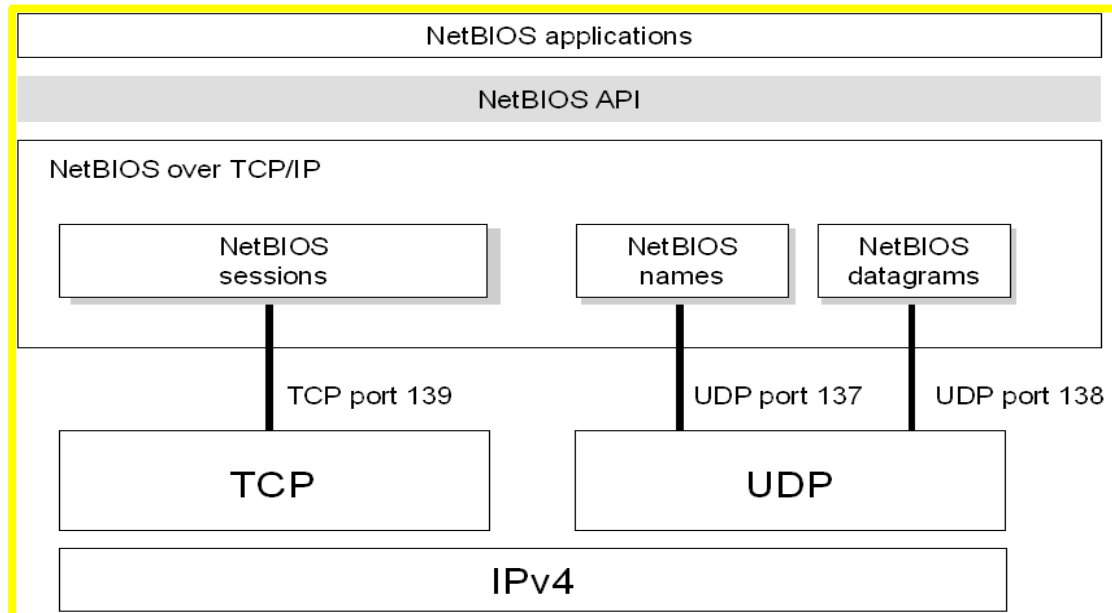 NetBIOS applications
NetBIOS API
NetBIOS over TCP/IP
NetBIOS
sessions
NetBIOS
names
NetBIOS
datagrams
TCP port 139
UDP port 137
UDP port 138
TCP
UDP
IPv4